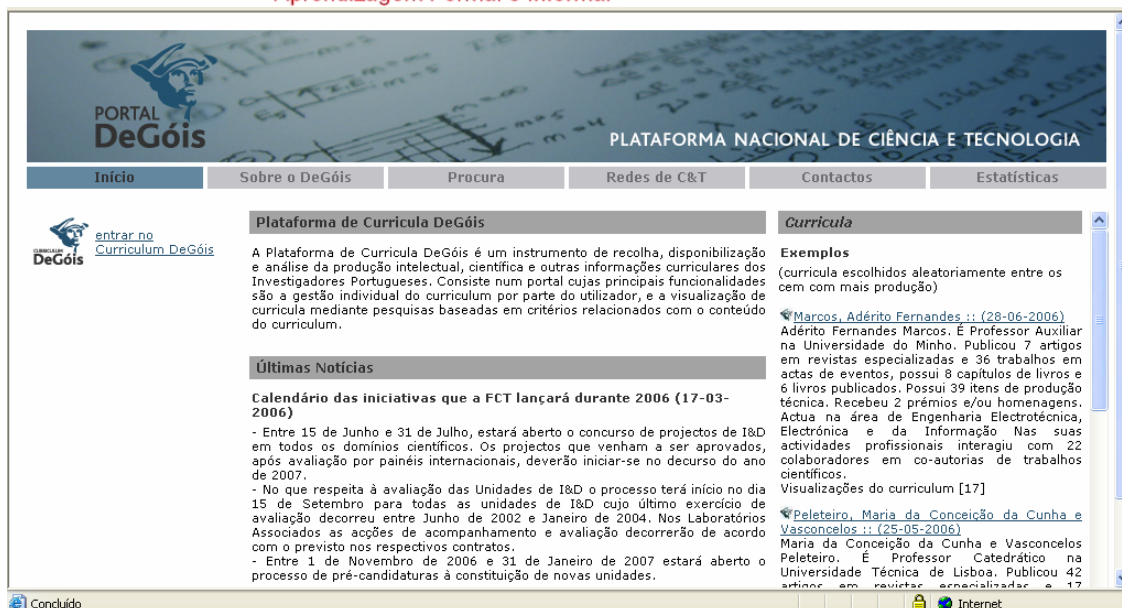 Aprendizagem Formal e Informal
PORTAL
DeGóis
PLATAFORMA NACIONAL DE CIÊNCIA E TECNOLOGIA
Início
Sobre o DeGóis
Procura
Redes de C&T
Contactos
Estatísticas
CURRICULUM
DeGóis
entrar no
Curriculum DeGóis
Plataforma de Curricula DeGóis
A Plataforma de Curricula DeGóis é um instrumento de recolha, disponibilização
e análise da produção intelectual, científica e outras informações curriculares dos
Investigadores Portugueses. Consiste num portal cujas principais funcionalidades
são a gestão individual do curriculum por parte do utilizador, e a visualização de
curricula mediante pesquisas baseadas em critérios relacionados com o conteúdo
do curriculum.
Últimas Notícias
Calendário das iniciativas que a FCT lançará durante 2006 (17-03-
2006)
- Entre 15 de Junho e 31 de Julho, estará aberto o concurso de projectos de I&D
em todos os domínios científicos. Os projectos que venham a ser aprovados,
após avaliação por painéis internacionais, deverão iniciar-se no decurso do ano
de 2007.
- No que respeita à avaliação das Unidades de I&D o processo terá início no dia
15 de Setembro para todas as unidades de I&D cujo último exercício de
avaliação decorreu entre Junho de 2002 e Janeiro de 2004. Nos Laboratórios
Associados as acções de acompanhamento e avaliação decorrerão de acordo
com o previsto nos respectivos contratos.
- Entre 1 de Novembro de 2006 e 31 de Janeiro de 2007 estará aberto o
processo de pré-candidaturas à constituição de novas unidades.
Curricula
Exemplos
(curricula escolhidos aleatoriamente entre os
cem com mais produção)
Marcos, Adérito Fernandes :: (28-06-2006)
Adérito Fernandes Marcos. É Professor Auxiliar
na Universidade do Minho. Publicou 7 artigos
em revistas especializadas e 36 trabalhos em
actas de eventos, possui 8 capítulos de livros e
6 livros publicados. Possui 39 itens de produção
técnica. Recebeu 2 prémios e/ou homenagens.
Actua na área de Engenharia Electrotécnica,
Electrónica e da Informação Nas suas
actividades profissionais interagiu com 22
colaboradores em co-autorias de trabalhos
científicos.
Visualizações do curriculum [17]
Peleteiro, Maria da Conceição da Cunha e
Vasconcelos :: (25-05-2006)
Maria da Conceição da Cunha e Vasconcelos
Peleteiro. É Professor Catedrático na
Universidade Técnica de Lisboa. Publicou 42
artigos em revistas especializadas e 17
Concluído
Internet